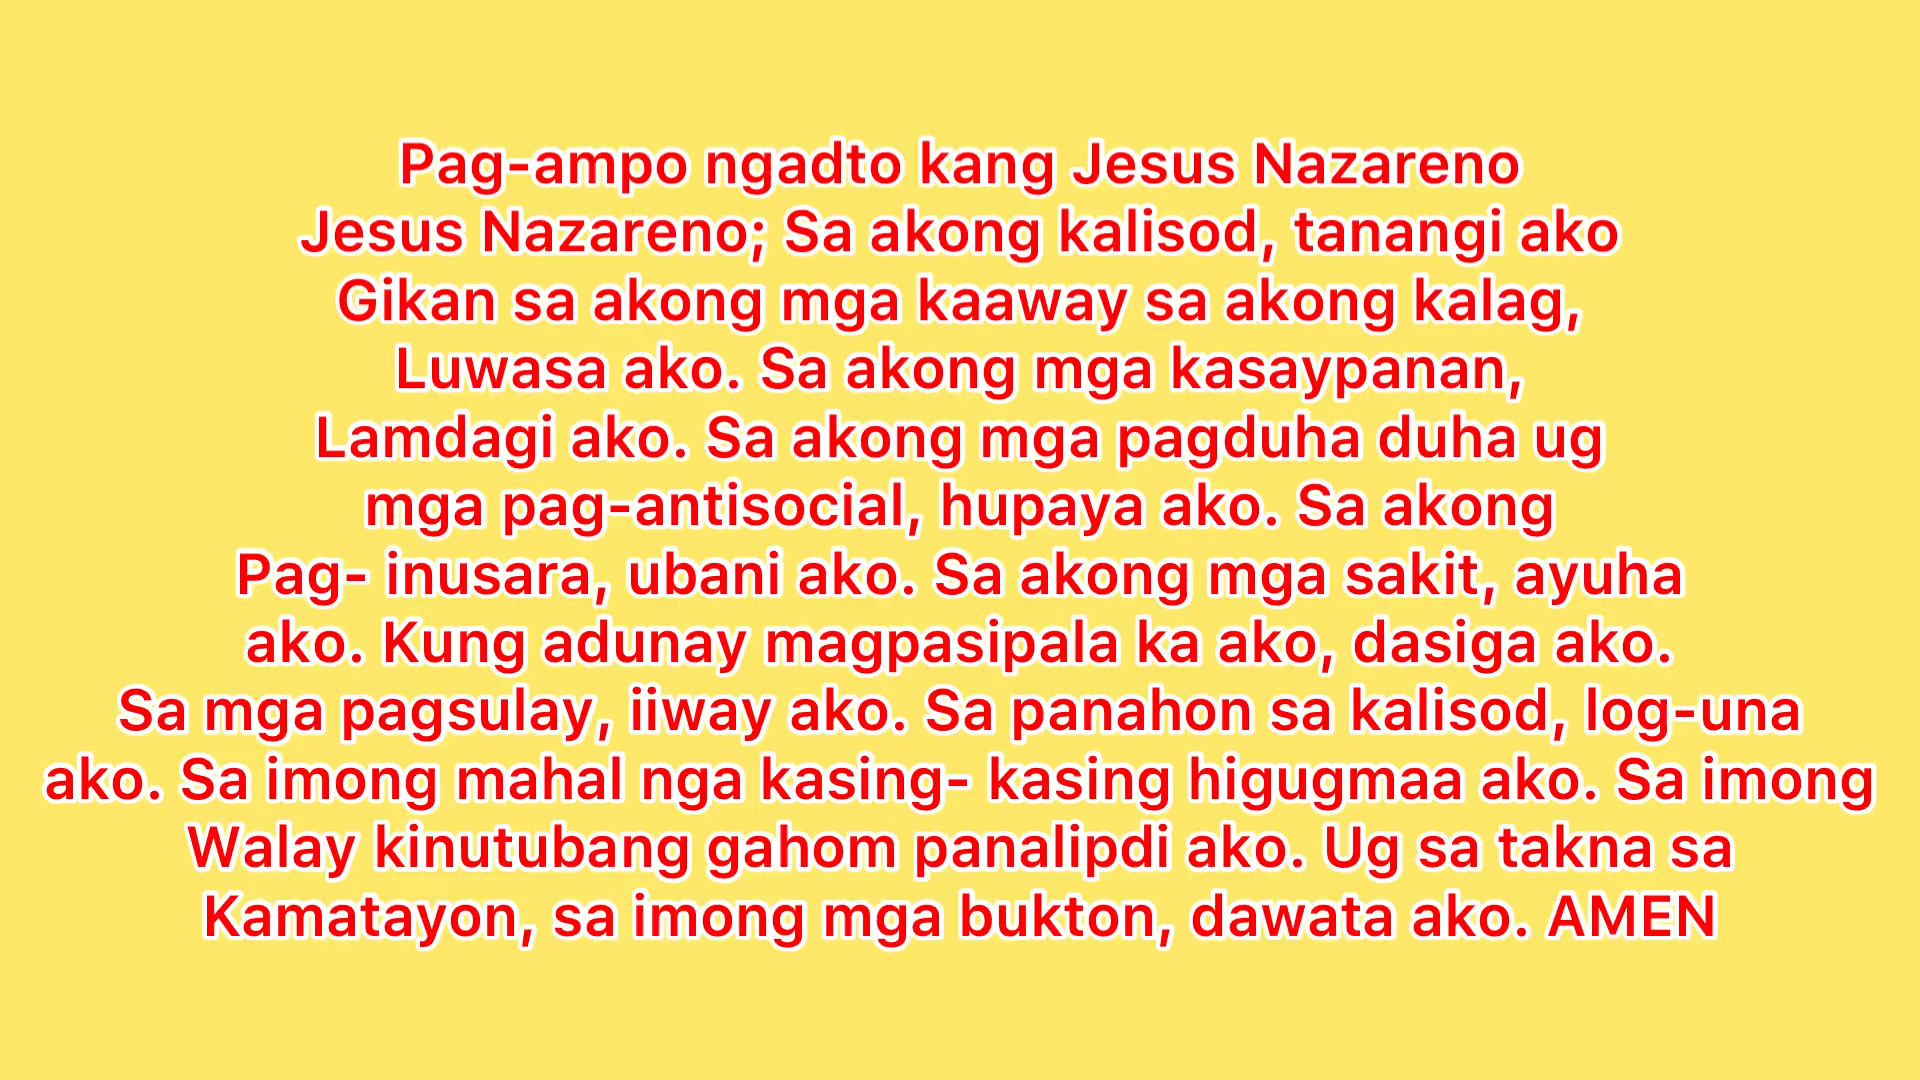 Pag-ampo ngadto kang Jesus Nazareno
Jesus Nazareno; Sa akong kalisod, tanangi ako
Gikan sa akong mga kaaway sa akong kalag,
Luwasa ako. Sa akong mga kasaypanan,
Lamdagi ako. Sa akong mga pagduha duha ug
mga pag-antisocial, hupaya ako. Sa akong
Pag- inusara, ubani ako. Sa akong mga sakit, ayuha
ako. Kung adunay magpasipala ka ako, dasiga ako.
Sa mga pagsulay, iiway ako. Sa panahon sa kalisod, log-una
ako. Sa imong mahal nga kasing- kasing higugmaa ako. Sa imong
Walay kinutubang gahom panalipdi ako. Ug sa takna sa
Kamatayon, sa imong mga bukton, dawata ako. AMEN